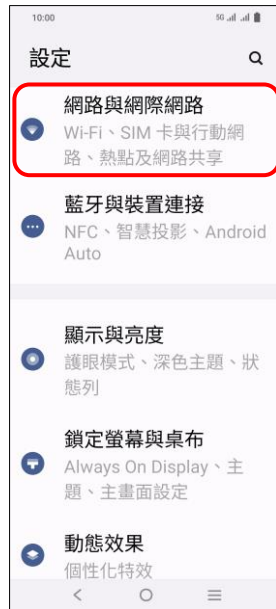 10:00
5G
設定
網路與網際網路
Wi-Fi、SIM 卡與行動網
路、熱點及網路共享
藍牙與裝置連接
NFC、智慧投影、Android
Auto
顯示與亮度
護眼模式、深色主題、狀
態列
鎖定螢幕與桌布
Always On Display、主
題、主畫面設定
動態效果
個性化特效